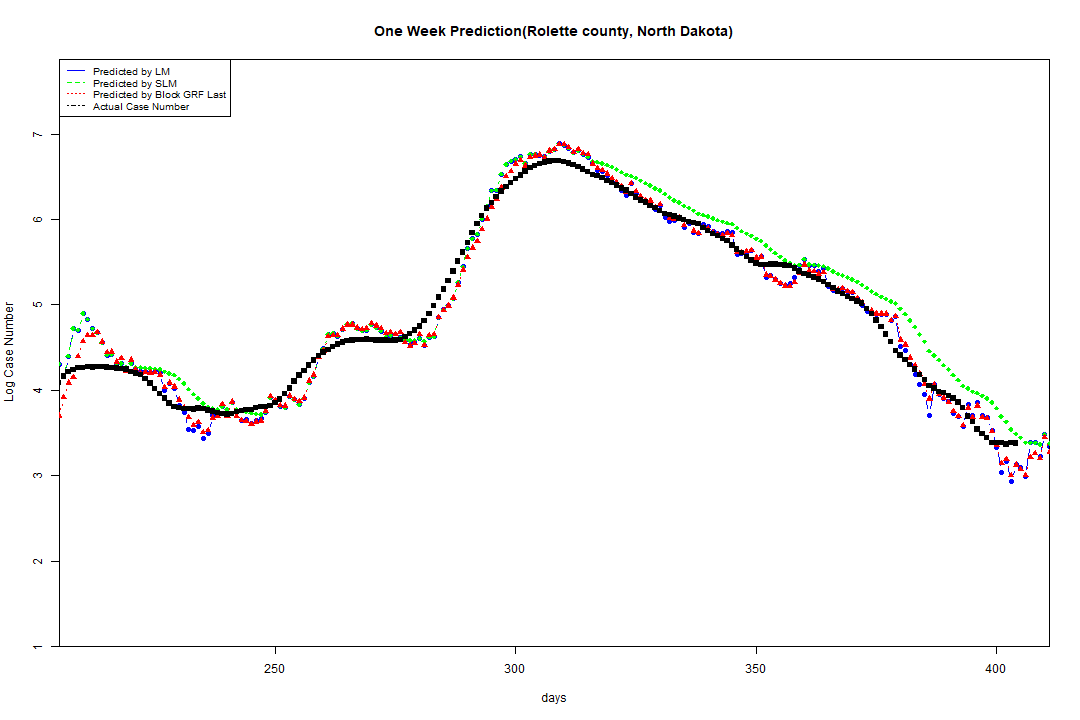 One Week Prediction(Rolette county, North Dakota)
Predicted by LM
Predicted by SLM
Predicted by Block GRF Last
Actual Case Number
7
6
5
4
3
2
1
Log Case Number
250 300 350 400
days